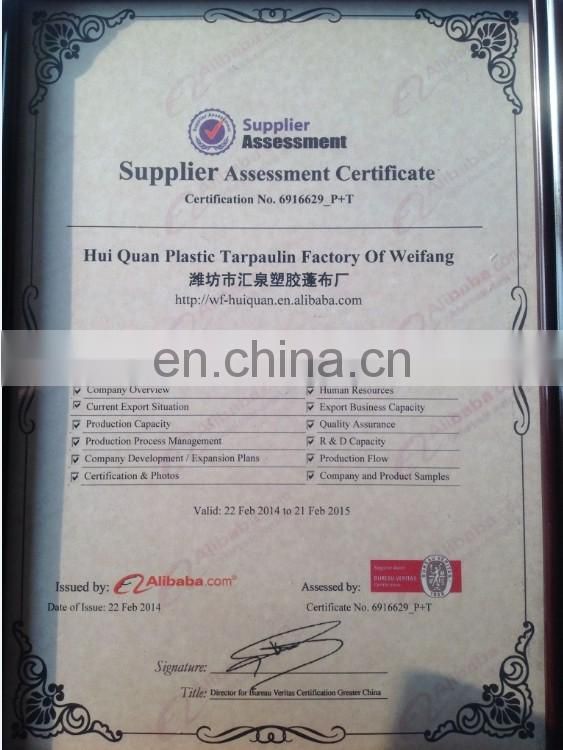 Supplier Assessment
Supplier
Assessment
Supplier Assessment Certificate
Certification No. 6916629_P+T
Hui Quan Plastic Tarpaulin Factory Of Weifang
潍坊市汇泉塑胶蓬布厂
http://wf-huiquan.en.alibaba.com
en.china.cn
Company Overview
Human Resources
Current Export Situation
Export Business Capacity
Production Capacity
Quality Assurance
Production Process Management
R & D Capacity
Company Development / Expansion Plans
Production Flow
Certification & Photos
Company and Product Samples
Valid: 22 Feb 2014 to 21 Feb 2015
Issued by: Alibaba.com®
Assessed by:
BUREAU VERITAS
Certification
Date of Issue: 22 Feb 2014
Certificate No. 6916629_P+T
Signature:
Title: Director for Bureau Veritas Certification Greater China